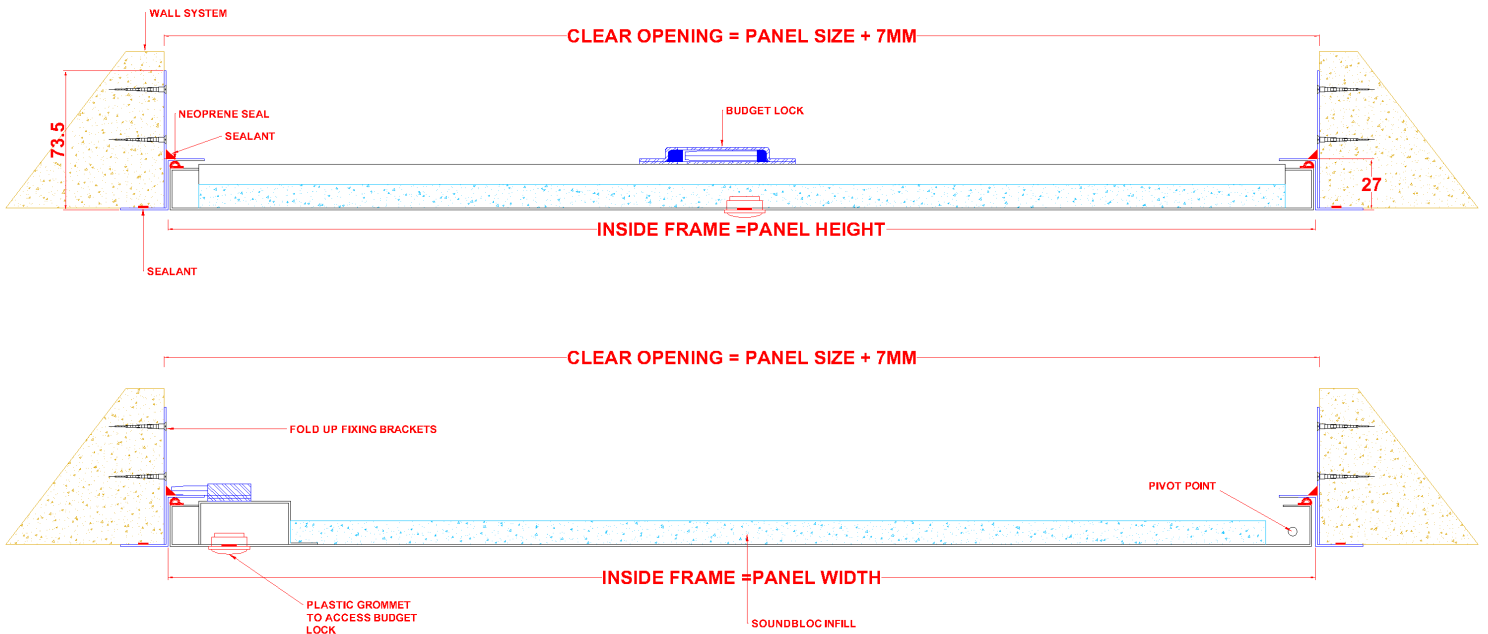 WALL SYSTEM
CLEAR OPENING = PANEL SIZE + 7MM
NEOPRENE SEAL
BUDGET LOCK
SEALANT
73.5
27
INSIDE FRAME =PANEL HEIGHT
SEALANT
CLEAR OPENING = PANEL SIZE + 7MM
FOLD UP FIXING BRACKETS
PIVOT POINT
INSIDE FRAME =PANEL WIDTH
PLASTIC GROMMET
TO ACCESS BUDGET
LOCK
SOUNDBLOC INFILL